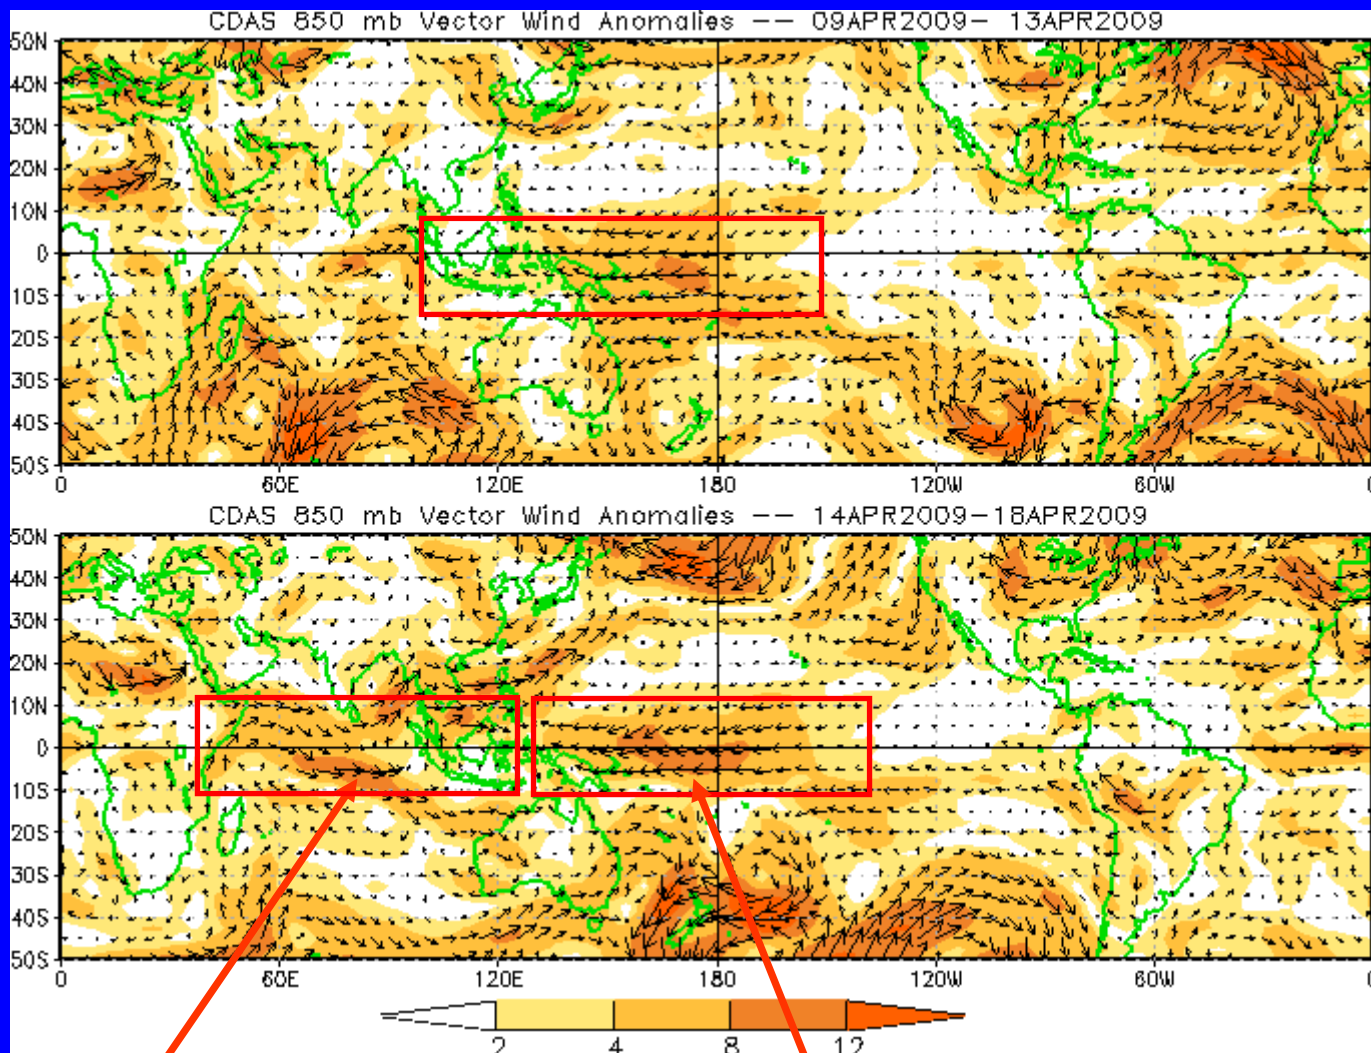 CDAS 850 mb Vector Wind Anomalies -- 09APR2009- 13APR2009
50N
40N
30N
20N
10N
0
10S
20S
30S
40S
50S
0 60E 120E 180 120W 60W 0
CDAS 850 mb Vector Wind Anomalies -- 14APR2009-18APR2009
50N
40N
30N
20N
10N
0
10S
20S
30S
40S
50S
0 60E 120E 180 120W 60W 0
2 4 8 12